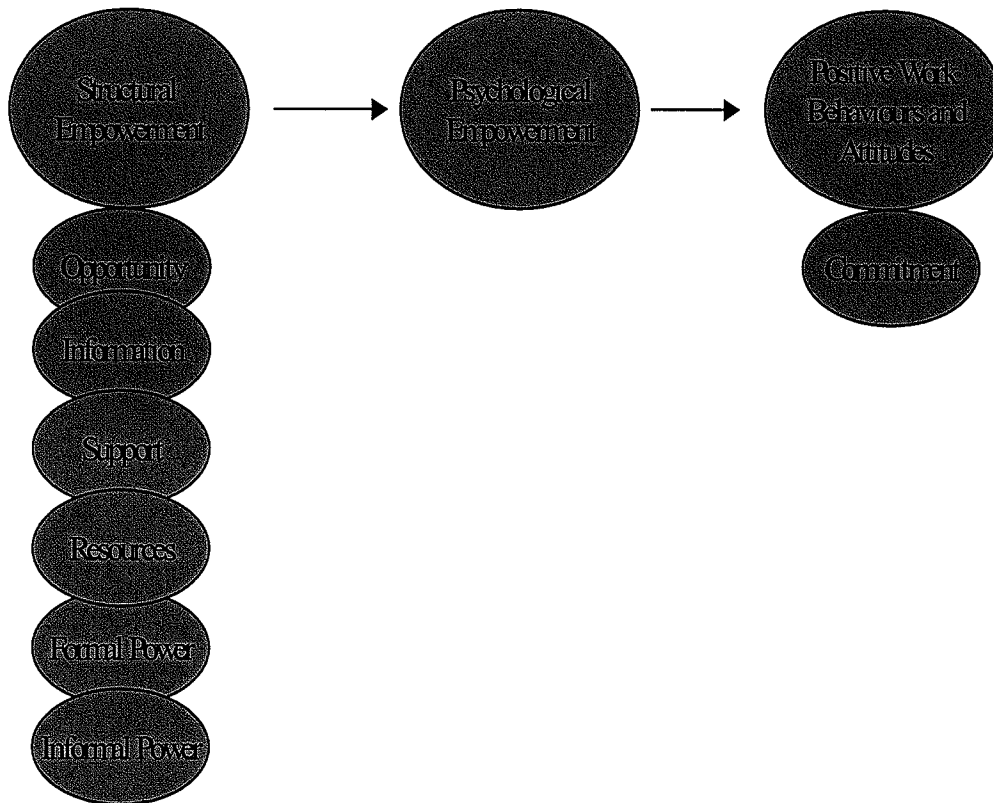 Structural
Empowerment
Psychological
Empowerment
Positive Work
Behaviours and
Attitudes
Opportunity
Commitment
Information
Support
Resources
Formal Power
Informal Power